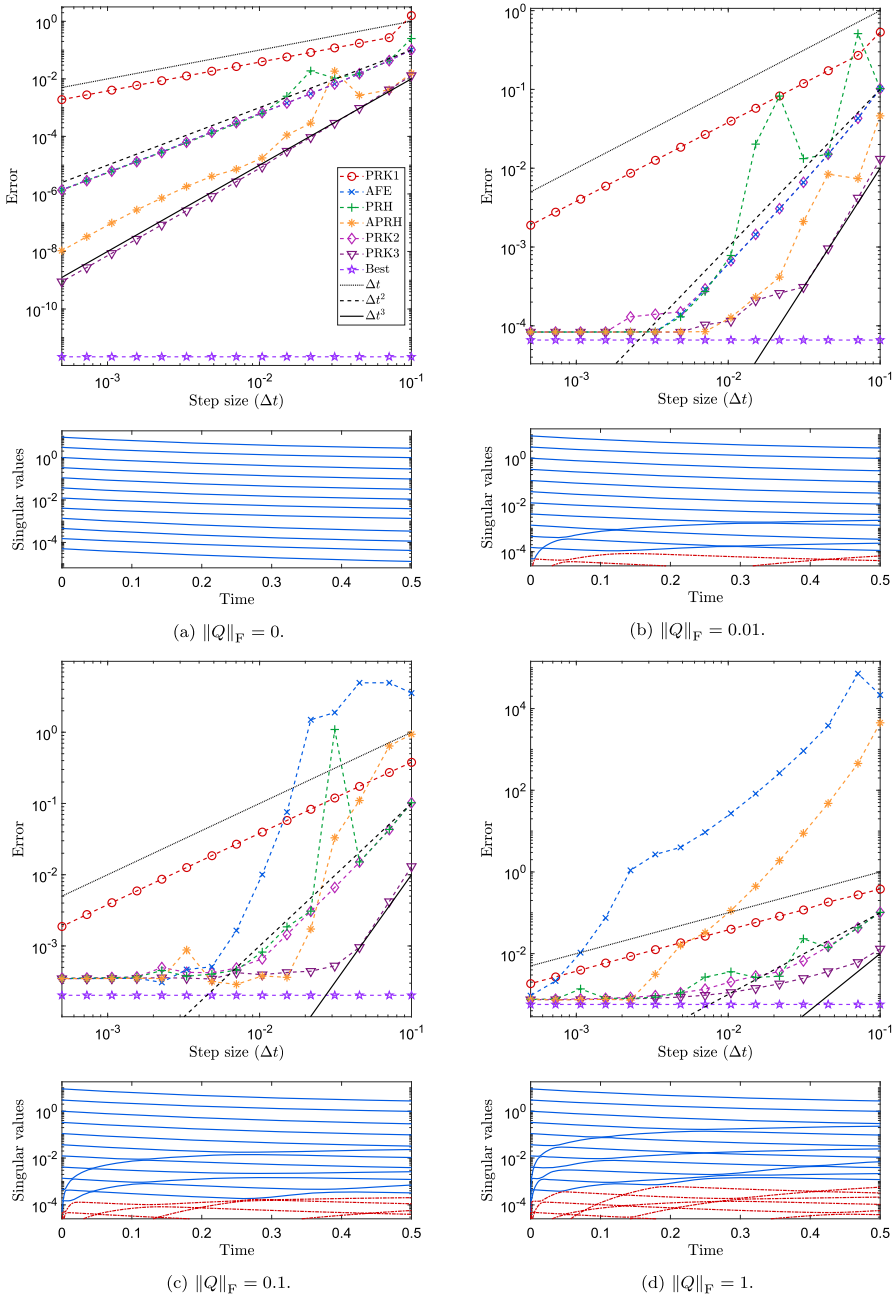 10^0
10^-2
10^-4
10^-6
10^-8
10^-10
Error
PRK1
AFE
PRH
APRH
PRK2
PRK3
Best
Δt
Δt^2
Δt^3
10^-3
10^-2
10^-1
Step size (Δt)
10^0
10^-2
10^-4
Singular values
0
0.1
0.2
0.3
0.4
0.5
Time
(a) ‖Q‖_F = 0.
10^0
10^-1
10^-2
10^-3
10^-4
Error
10^-3
10^-2
10^-1
Step size (Δt)
10^0
10^-2
10^-4
Singular values
0
0.1
0.2
0.3
0.4
0.5
Time
(b) ‖Q‖_F = 0.01.
10^0
10^-1
10^-2
10^-3
Error
10^-3
10^-2
10^-1
Step size (Δt)
10^0
10^-2
10^-4
Singular values
0
0.1
0.2
0.3
0.4
0.5
Time
(c) ‖Q‖_F = 0.1.
10^4
10^2
10^0
10^-2
Error
10^-3
10^-2
10^-1
Step size (Δt)
10^0
10^-2
10^-4
Singular values
0
0.1
0.2
0.3
0.4
0.5
Time
(d) ‖Q‖_F = 1.